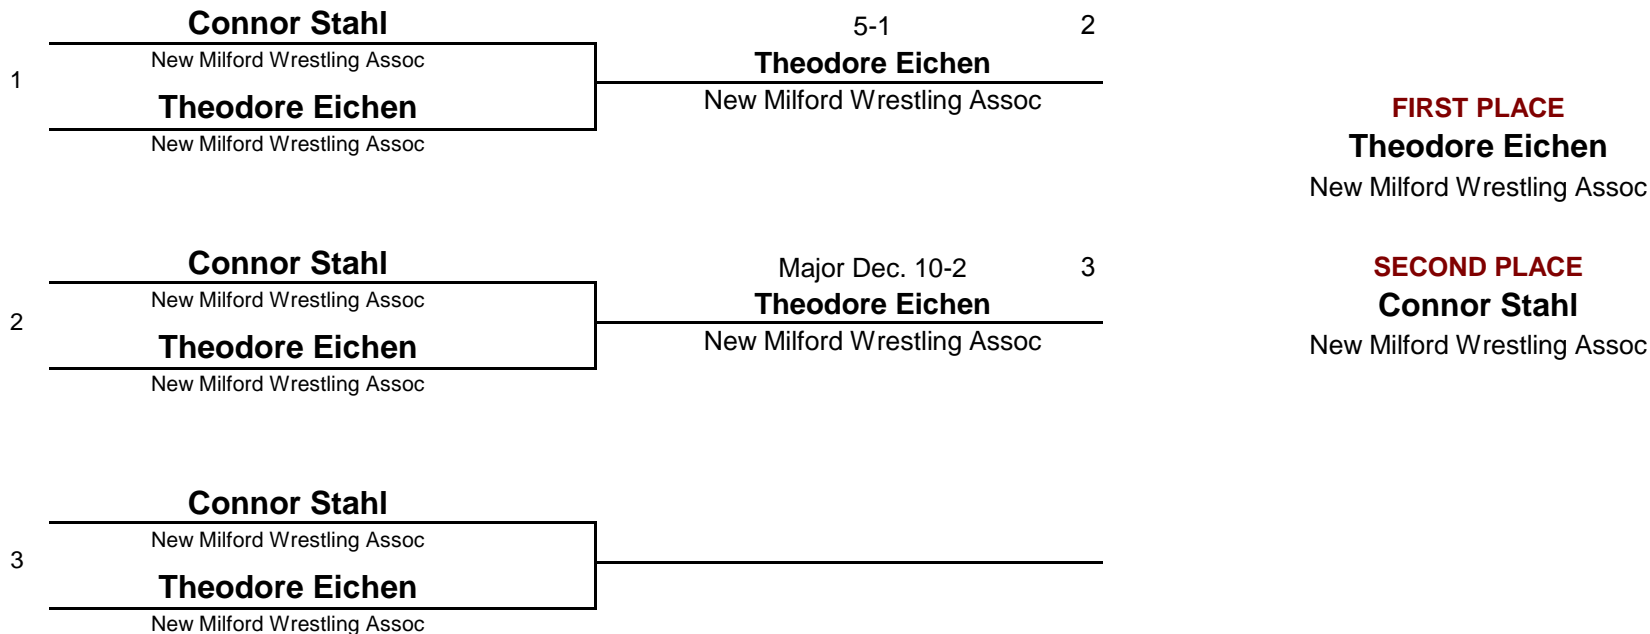 Connor Stahl
New Milford Wrestling Assoc
1
Theodore Eichen
New Milford Wrestling Assoc
5-1 2
Theodore Eichen
New Milford Wrestling Assoc
FIRST PLACE
Theodore Eichen
New Milford Wrestling Assoc
Connor Stahl
New Milford Wrestling Assoc
2
Theodore Eichen
New Milford Wrestling Assoc
Major Dec. 10-2 3
Theodore Eichen
New Milford Wrestling Assoc
SECOND PLACE
Connor Stahl
New Milford Wrestling Assoc
Connor Stahl
New Milford Wrestling Assoc
3
Theodore Eichen
New Milford Wrestling Assoc